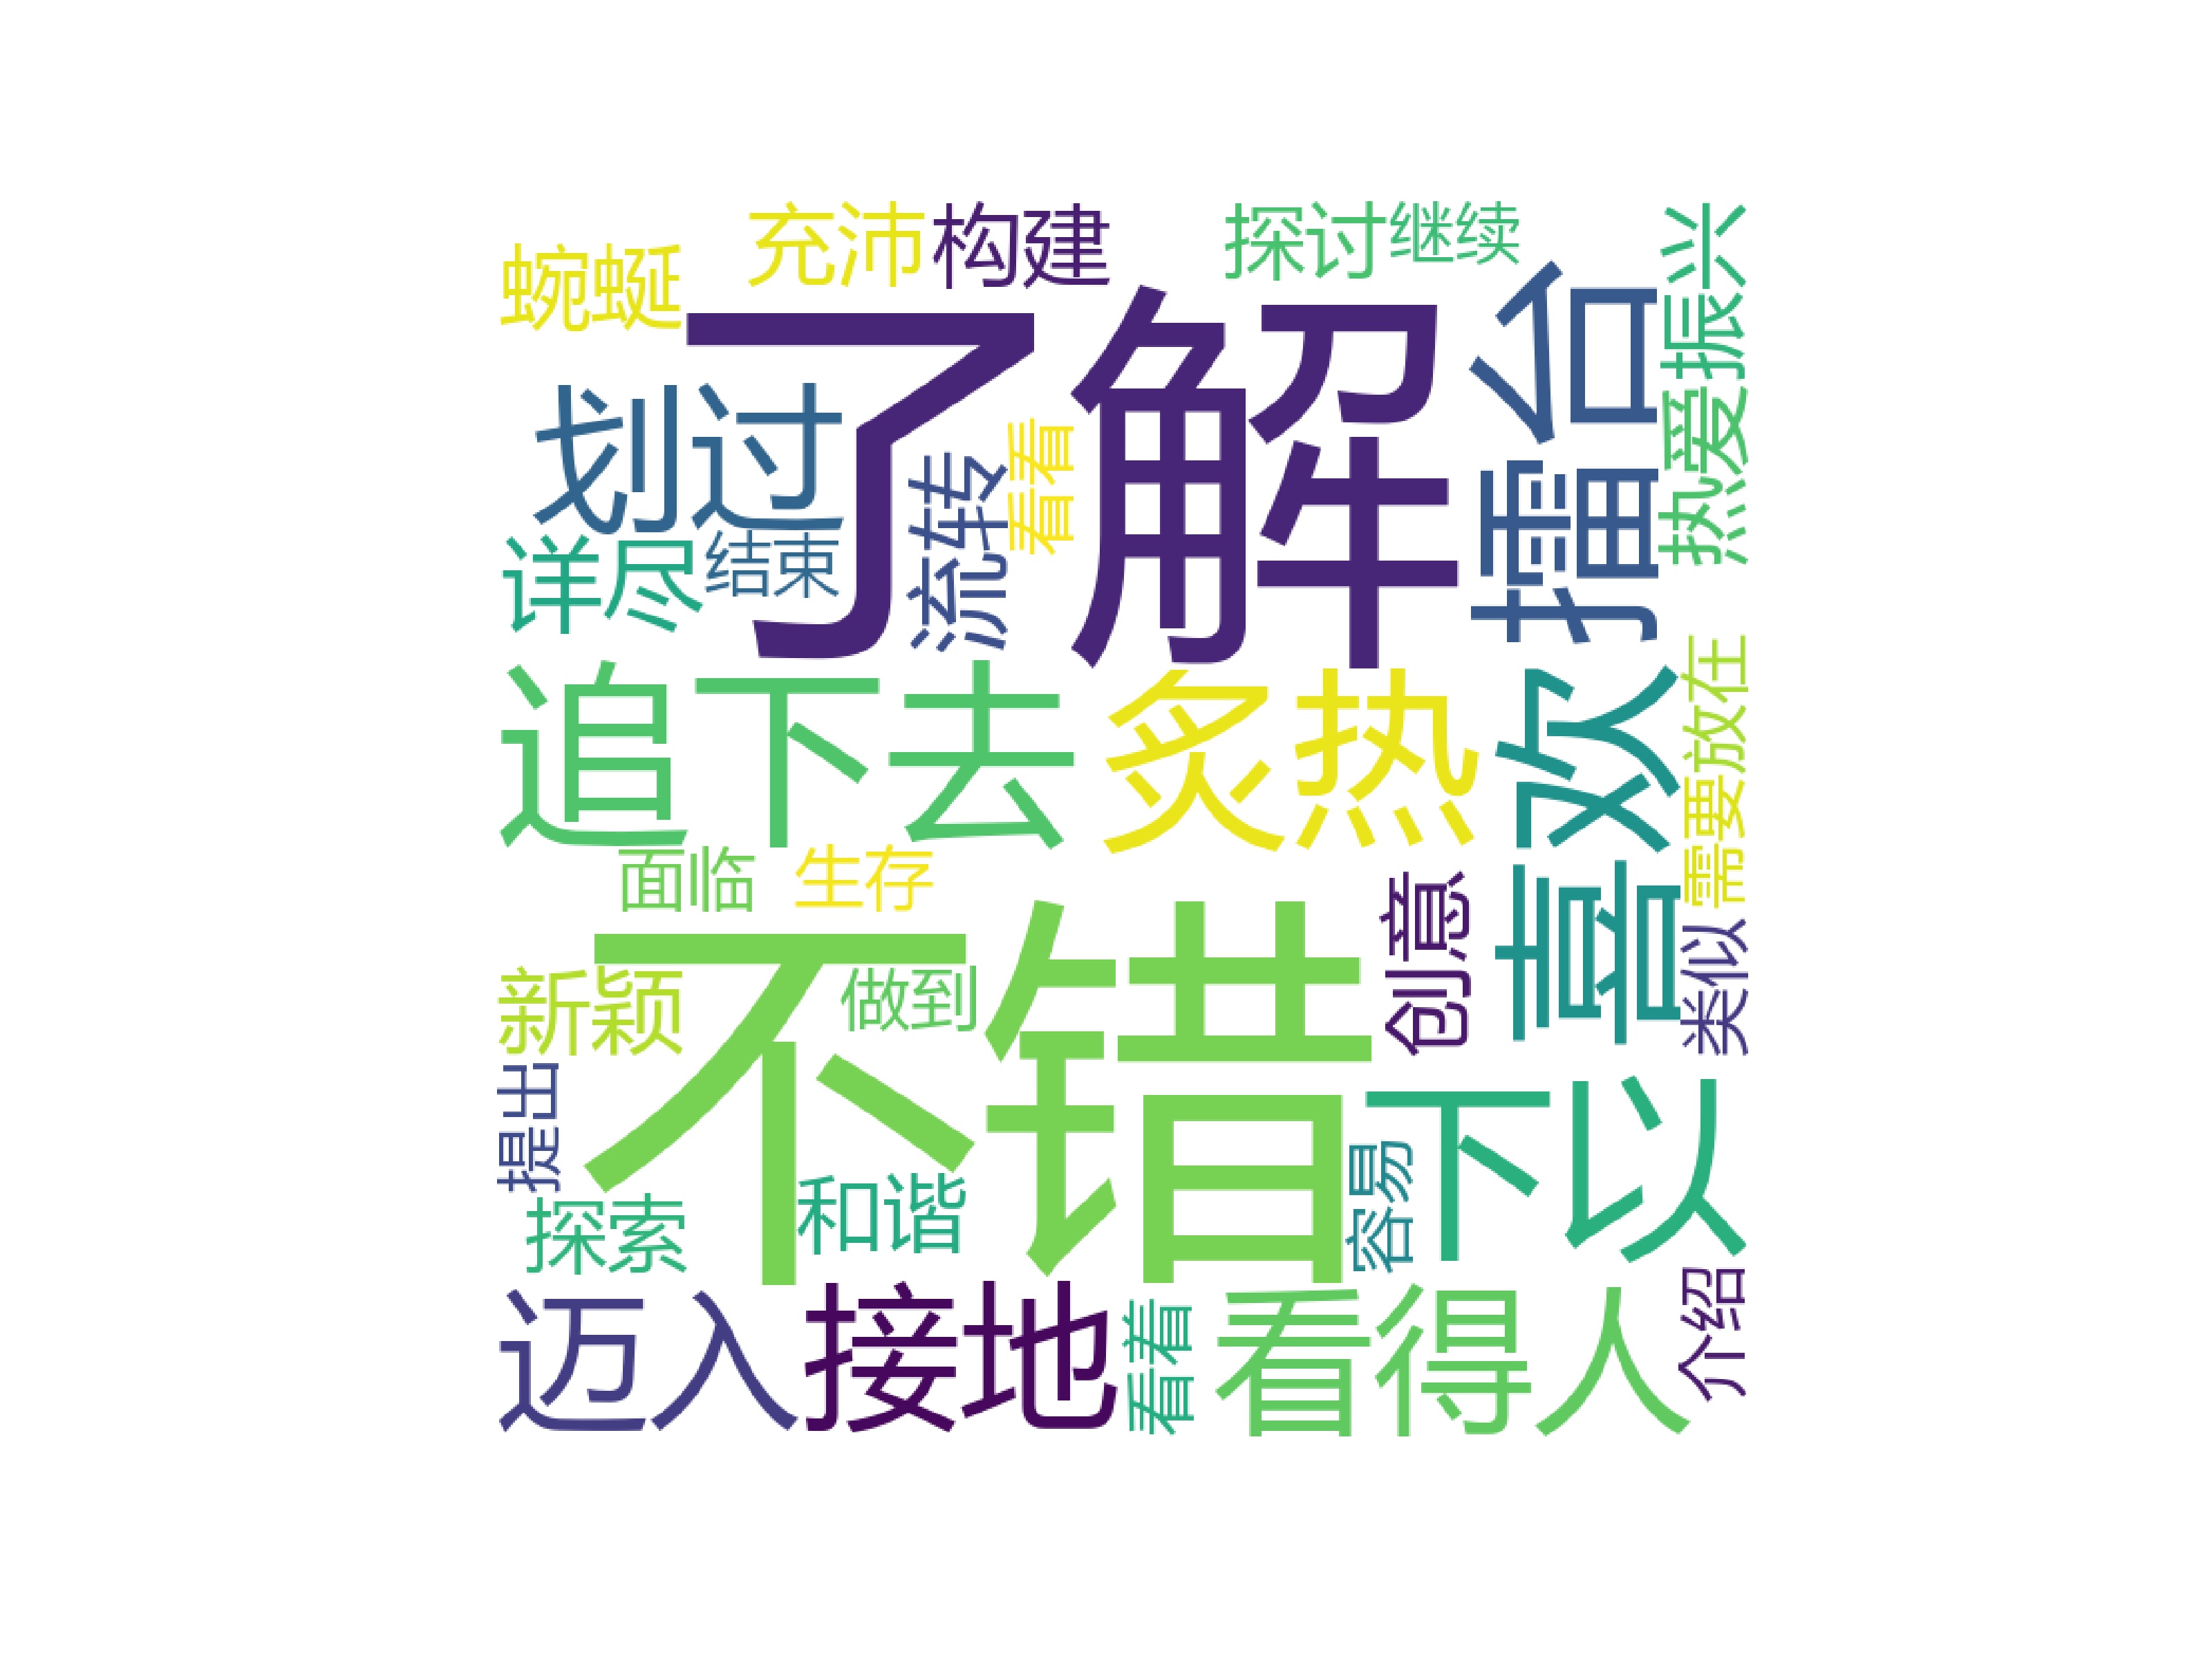 充沛
构建
探讨
继续
振兴
蜿蜒
了解
擂台
划过
看着
热爱
流转
详尽
结束
追下去
炙热
喜欢
放在
需要
面临
生存
创意
不错
新颖
做到
类似
提出
下以
探索
和谐
容易
介绍
迈入
接地
看着
看得人